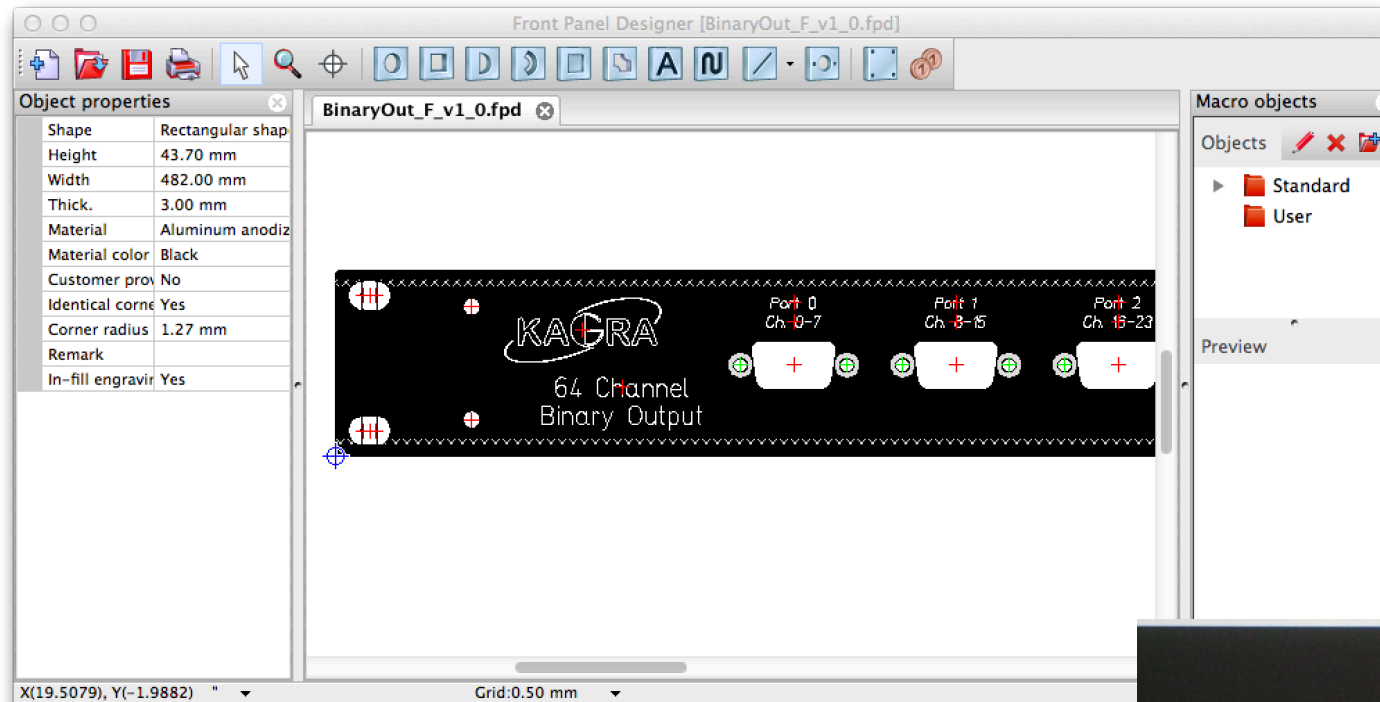 Front Panel Designer [BinaryOut_F_v1_0.fpd]
Object properties
Shape Rectangular shap
Height 43.70 mm
Width 482.00 mm
Thick. 3.00 mm
Material Aluminum anodiz
Material color Black
Customer prov No
Identical corne Yes
Corner radius 1.27 mm
Remark
In-fill engravin Yes
BinaryOut_F_v1_0.fpd
KAGRA
64 Channel
Binary Output
Port 0
Ch. 0-7
Port 1
Ch. 8-15
Port 2
Ch. 16-23
Macro objects
Objects
Standard
User
Preview
X(19.5079), Y(-1.9882) "
Grid:0.50 mm